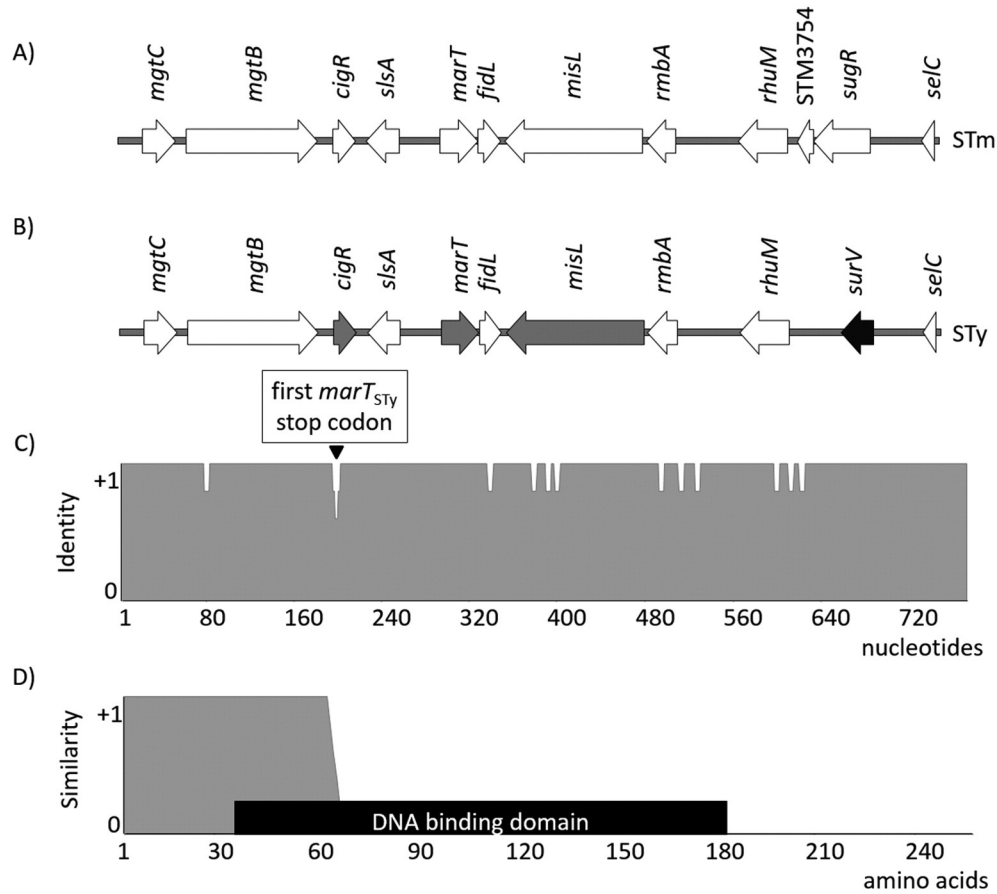 A)
mgtC mgtB cigR slsA marT fidL misL rmbA rhuM STM3754 sugR selC
STm
B)
mgtC mgtB cigR slsA marT fidL misL rmbA rhuM surV selC
STy
first marTSTy
stop codon
C)
+1
Identity
0
1 80 160 240 320 400 480 560 640 720
nucleotides
D)
+1
Similarity
0
DNA binding domain
1 30 60 90 120 150 180 210 240
amino acids